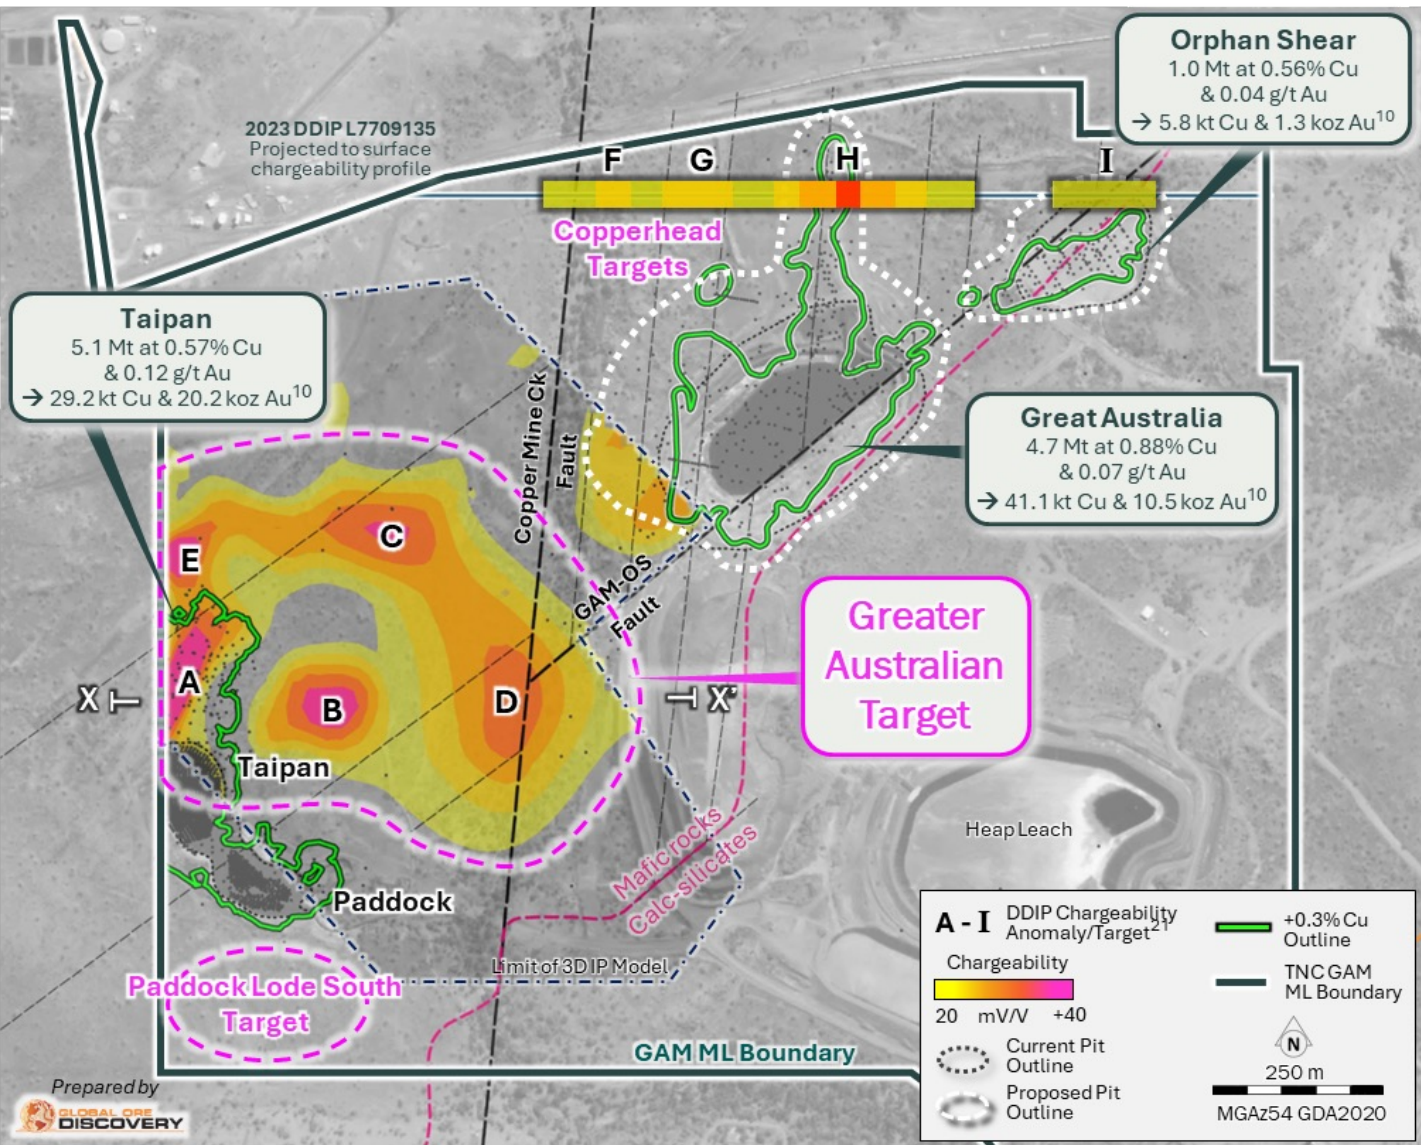 Orphan Shear
1.0 Mt at 0.56% Cu
& 0.04 g/t Au
→ 5.8 kt Cu & 1.3 koz Au¹⁰
2023 DDIP L7709135
Projected to surface
chargeability profile
F
G
H
I
Copperhead
Targets
Taipan
5.1 Mt at 0.57% Cu
& 0.12 g/t Au
→ 29.2 kt Cu & 20.2 koz Au¹⁰
Great Australia
4.7 Mt at 0.88% Cu
& 0.07 g/t Au
→ 41.1 kt Cu & 10.5 koz Au¹⁰
Copper Mine Ck
Fault
C
E
GAM-OS
Fault
Greater
Australian
Target
X
A
B
D
X'
Taipan
Paddock
Mafic rocks
Calc-silicates
Heap Leach
Limit of 3D IP Model
Paddock Lode South
Target
GAM ML Boundary
Prepared by
GLOBAL ORE
DISCOVERY
A - I
DDIP Chargeability
Anomaly/Target²¹
Chargeability
20 mV/V +40
Current Pit
Outline
Proposed Pit
Outline
+0.3% Cu
Outline
TNC GAM
ML Boundary
N
250 m
MGAz54 GDA2020